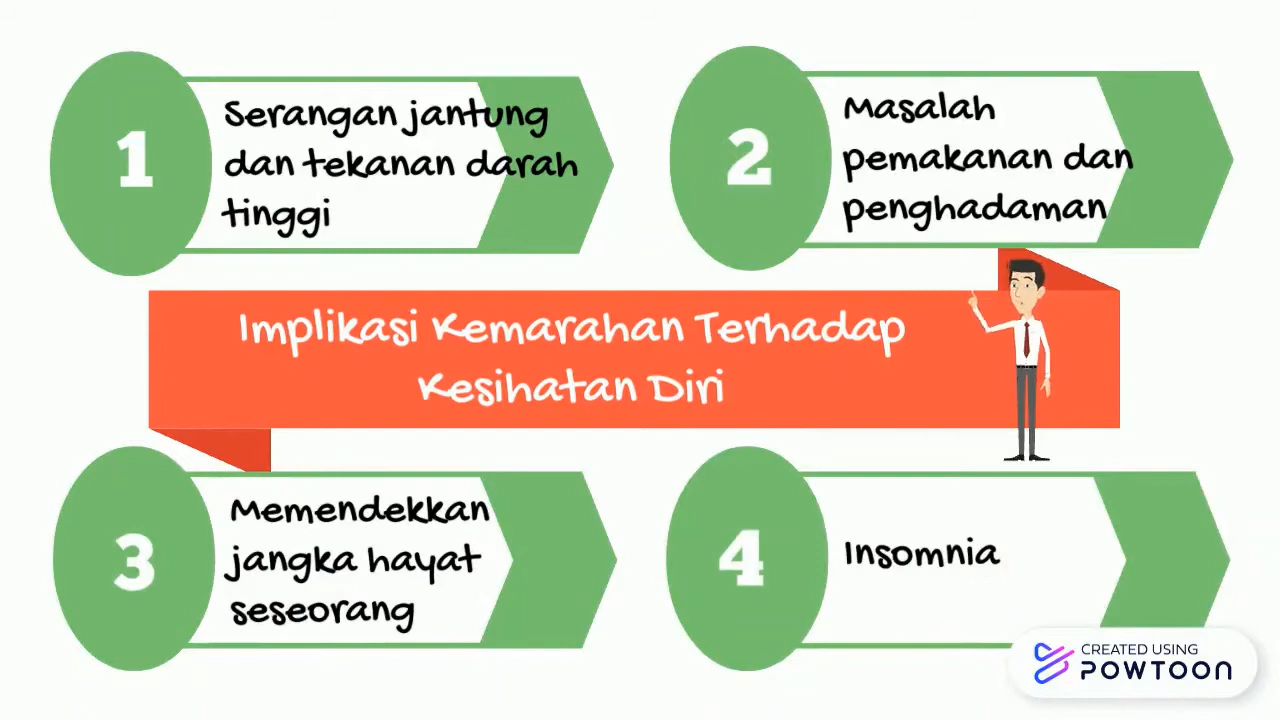 1
Serangan jantung
dan tekanan darah
tinggi
2
Masalah
pemakanan dan
penghadaman
Implikasi Kemarahan Terhadap
Kesihatan Diri
3
Memendekkan
jangka hayat
seseorang
4
Insomnia
CREATED USING
POWTOON